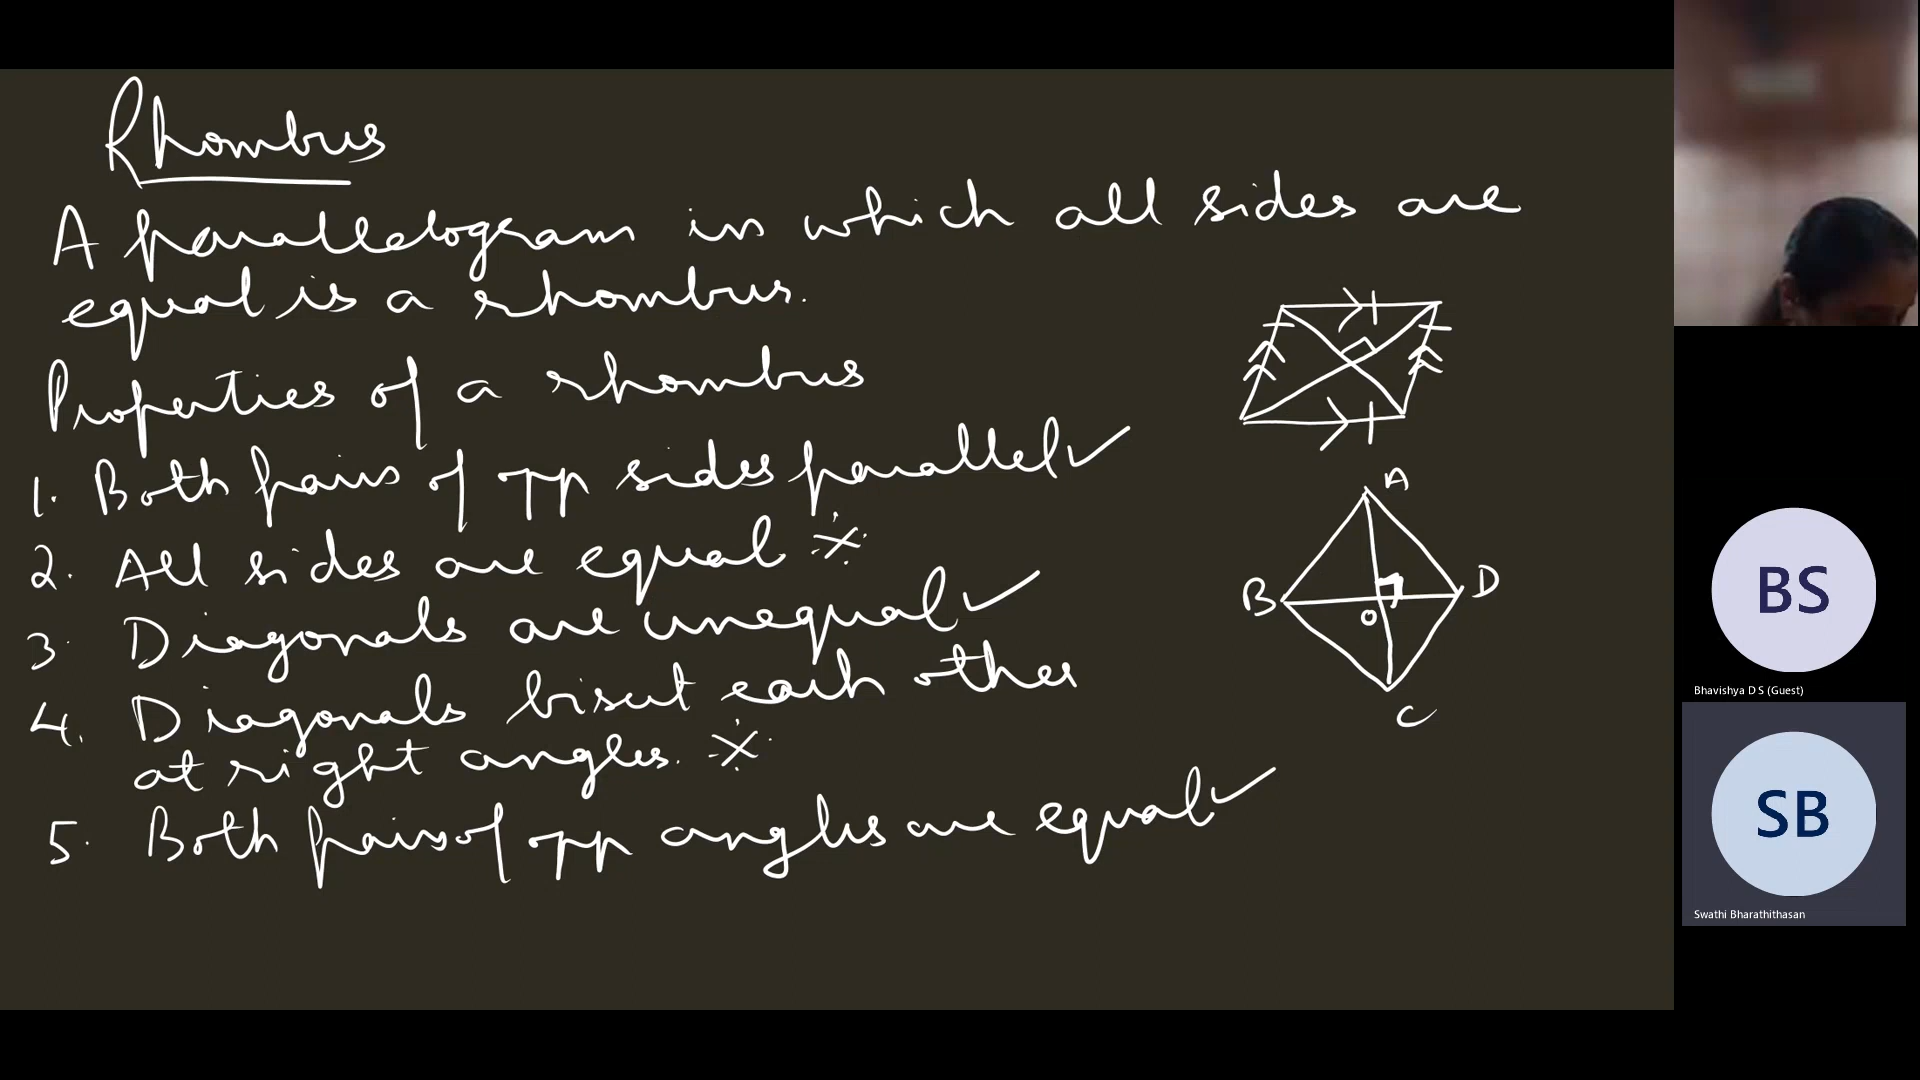 Rhombus
A parallelogram in which all sides are
equal is a rhombus.
Properties of a rhombus
1. Both pairs of opp sides parallel ✓
2. All sides are equal ※
3. Diagonals are unequal ✓
4. Diagonals bisect each other
at right angles. ※
5. Both pairs of opp angles are equal ✓
A
B
D
O
C
BS
Bhavishya D S (Guest)
SB
Swathi Bharathithasan